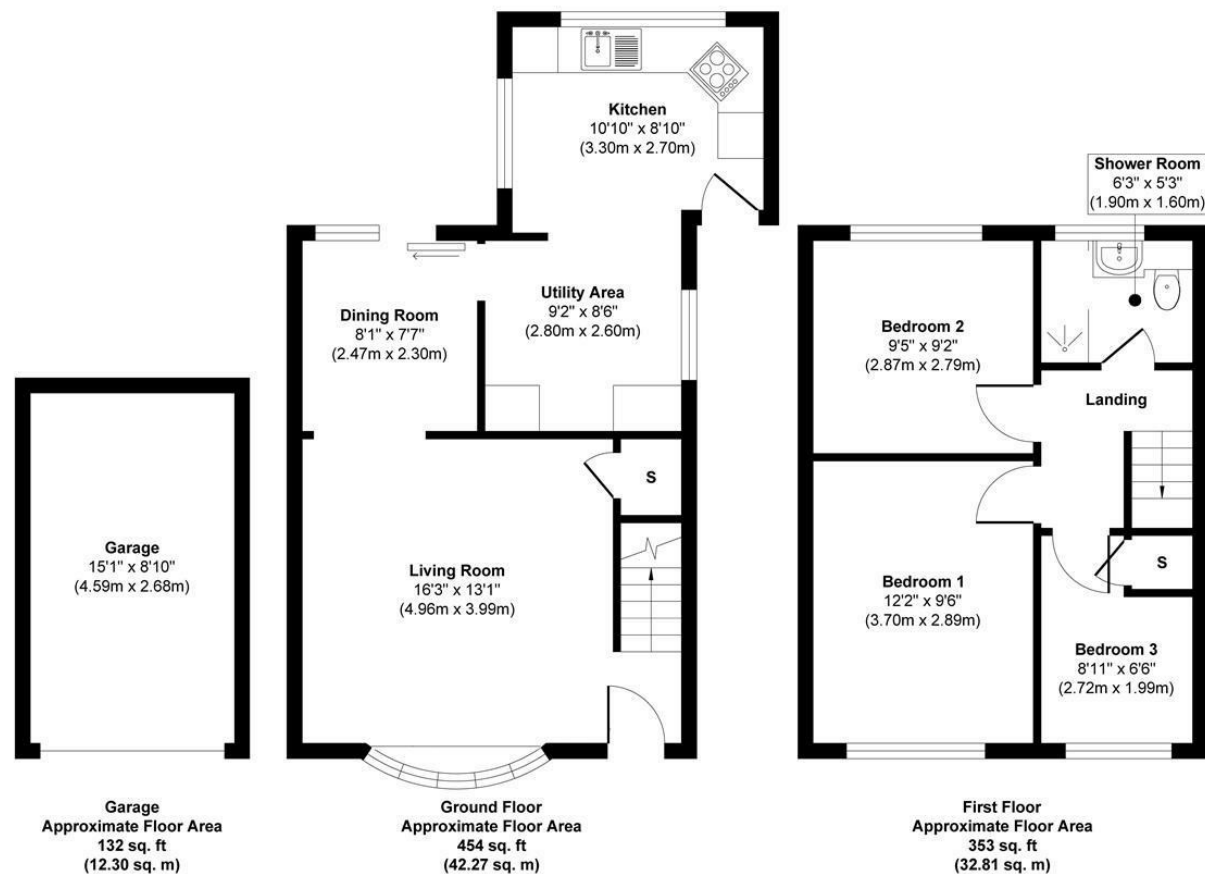 Kitchen
10'10" x 8'10"
(3.30m x 2.70m)
Shower Room
6'3" x 5'3"
(1.90m x 1.60m)
Utility Area
9'2" x 8'6"
(2.80m x 2.60m)
Dining Room
8'1" x 7'7"
(2.47m x 2.30m)
Bedroom 2
9'5" x 9'2"
(2.87m x 2.79m)
Landing
S
Garage
15'1" x 8'10"
(4.59m x 2.68m)
Living Room
16'3" x 13'1"
(4.96m x 3.99m)
Bedroom 1
12'2" x 9'6"
(3.70m x 2.89m)
S
Bedroom 3
8'11" x 6'6"
(2.72m x 1.99m)
Garage
Approximate Floor Area
132 sq. ft
(12.30 sq. m)
Ground Floor
Approximate Floor Area
454 sq. ft
(42.27 sq. m)
First Floor
Approximate Floor Area
353 sq. ft
(32.81 sq. m)